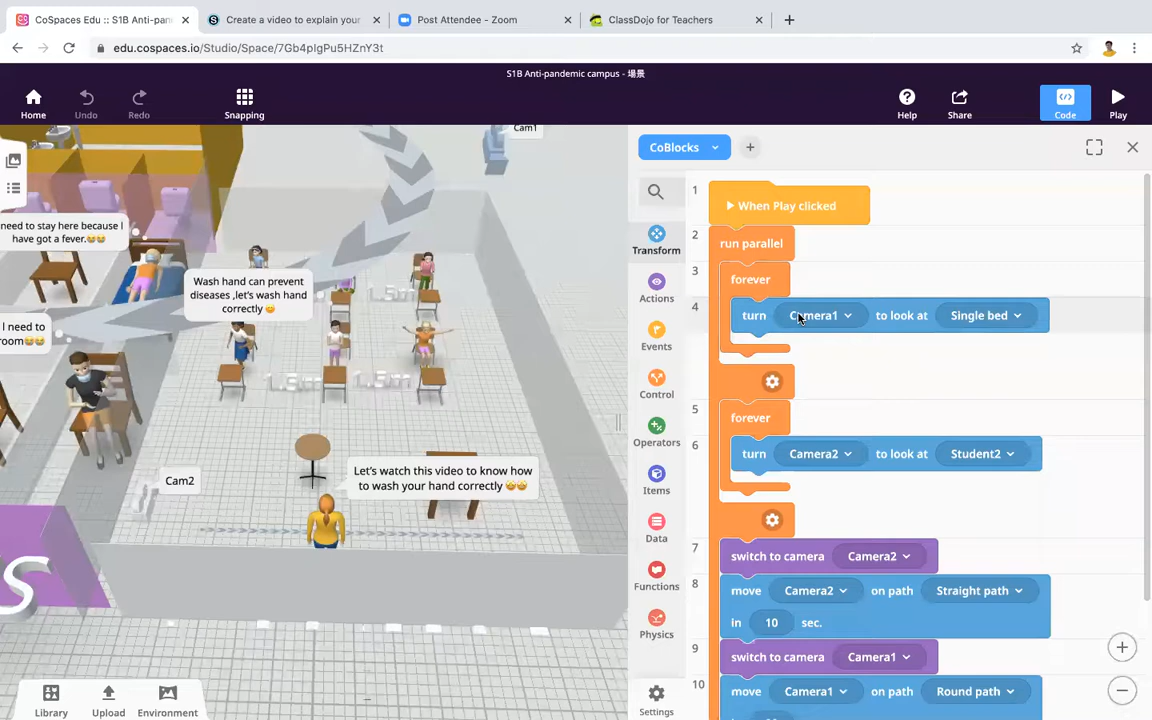 CoSpaces Edu :: S1B Anti-pan
Create a video to explain your
Post Attendee - Zoom
ClassDojo for Teachers
edu.cospaces.io/Studio/Space/7Gb4plgPu5HZnY3t
S1B Anti-pandemic campus - 場景
Home
Undo
Redo
Snapping
Help
Share
Code
Play
Cam1
need to stay here because I
have got a fever.😭😭
Wash hand can prevent
diseases ,let's wash hand
correctly 😊
I need to
room😭😭
1.5m
1.5m
1.5m
Let's watch this video to know how
to wash your hand correctly 🤩🤩
Cam2
S
Library
Upload
Environment
CoBlocks
Transform
Actions
Events
Control
Operators
Items
Data
Functions
Physics
Settings
1
When Play clicked
2
run parallel
3
forever
4
turn Camera1 to look at Single bed
5
forever
6
turn Camera2 to look at Student2
7
switch to camera Camera2
8
move Camera2 on path Straight path
in 10 sec.
9
switch to camera Camera1
10
move Camera1 on path Round path